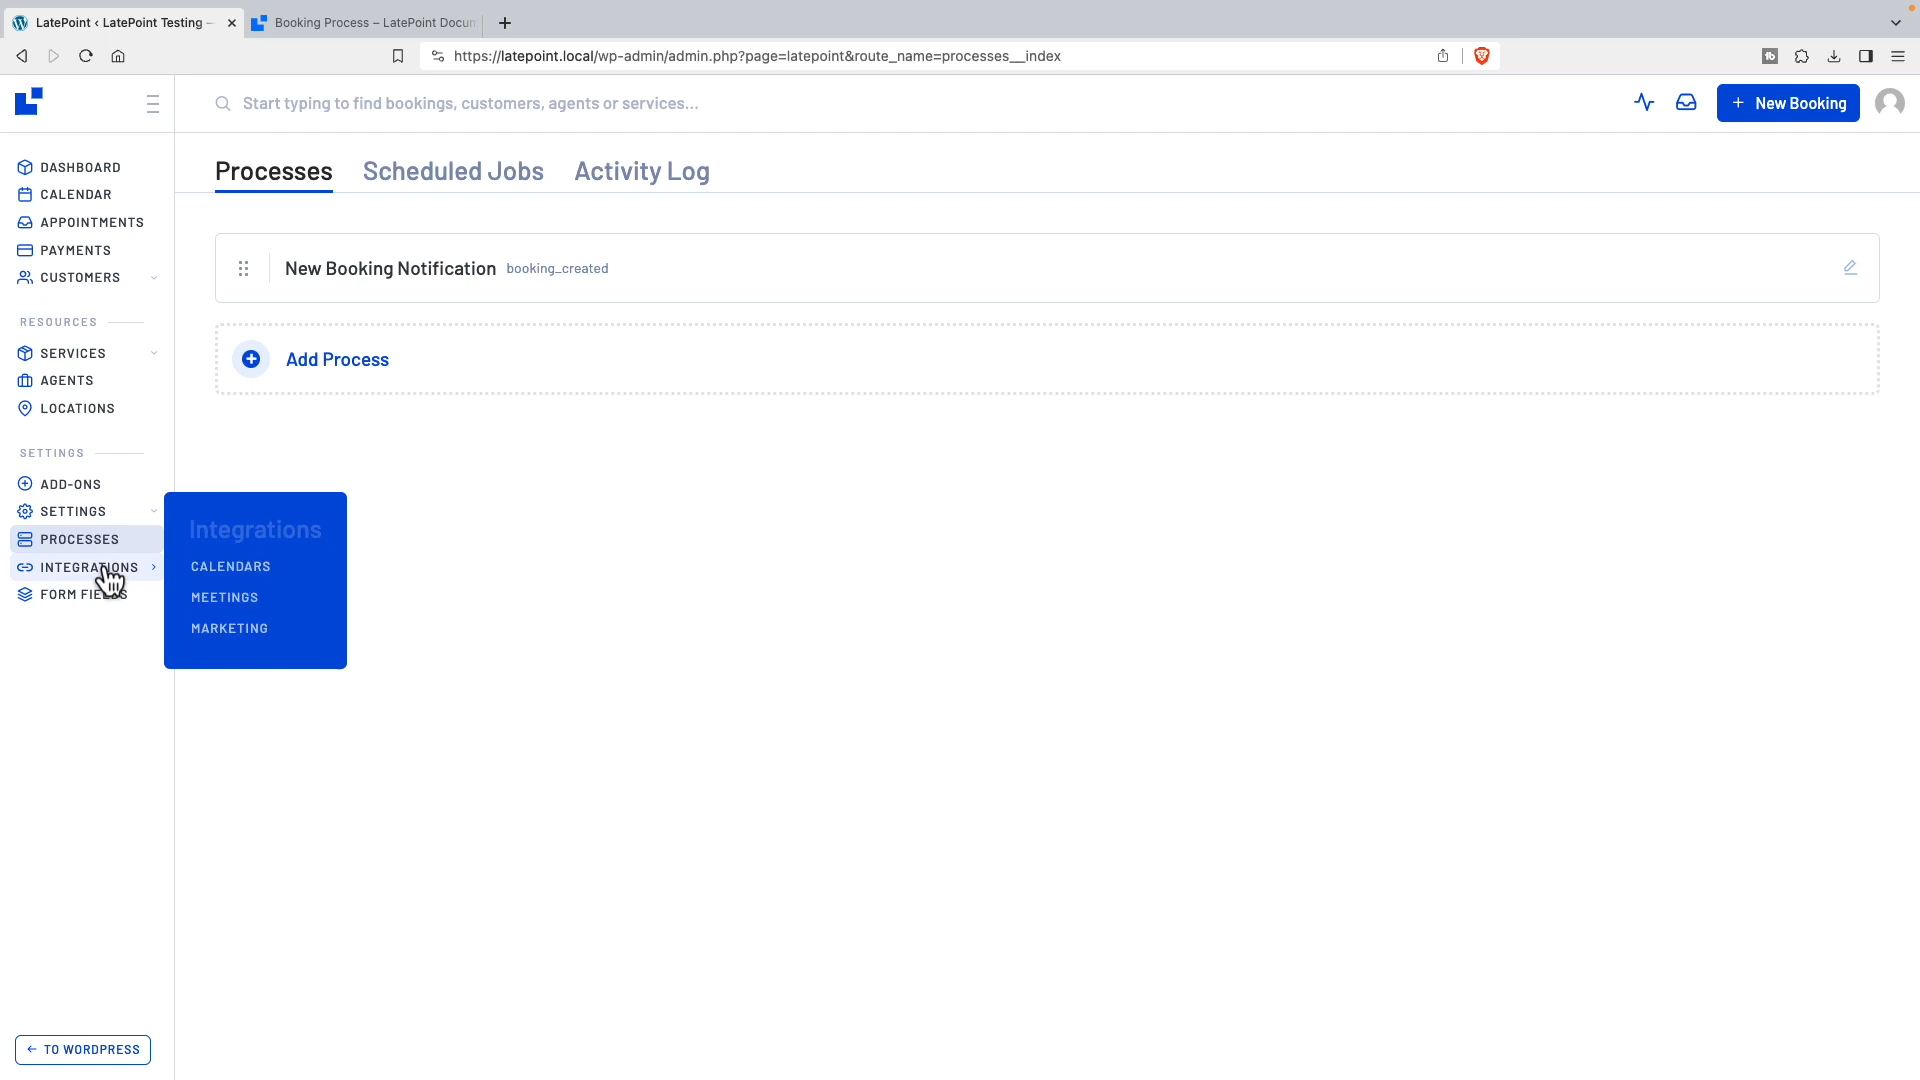 LatePoint ‹ LatePoint Testing –
Booking Process – LatePoint Docum
https://latepoint.local/wp-admin/admin.php?page=latepoint&route_name=processes__index
Start typing to find bookings, customers, agents or services...
+ New Booking
DASHBOARD
CALENDAR
APPOINTMENTS
PAYMENTS
CUSTOMERS
RESOURCES
SERVICES
AGENTS
LOCATIONS
SETTINGS
ADD-ONS
SETTINGS
PROCESSES
INTEGRATIONS
FORM FIELDS
Integrations
CALENDARS
MEETINGS
MARKETING
Processes
Scheduled Jobs
Activity Log
New Booking Notification booking_created
Add Process
← TO WORDPRESS